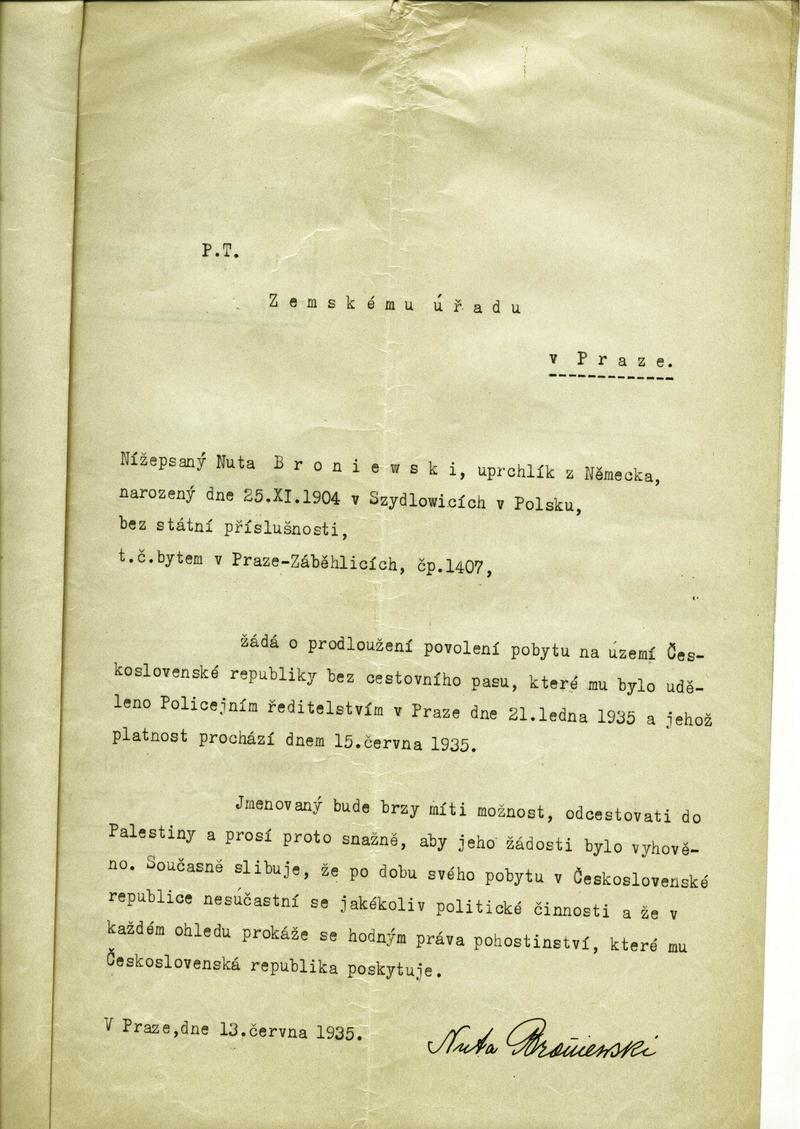 P.T.
Zemskému úřadu
v Praze.
Nížepsaný Nuta Broniewski, uprchlík z Německa,
narozený dne 25.XI.1904 v Szydlowicích v Polsku,
bez státní příslušnosti,
t.č.bytem v Praze-Záběhlicích, čp.1407,
žádá o prodloužení povolení pobytu na území Čes-
koslovenské republiky bez cestovního pasu, které mu bylo udě-
leno Policejním ředitelstvím v Praze dne 21.ledna 1935 a jehož
platnost prochází dnem 15.června 1935.
Jmenovaný bude brzy míti možnost, odcestovati do
Palestiny a prosí proto snažně, aby jeho žádosti bylo vyhově-
no. Současně slibuje, že po dobu svého pobytu v Československé
republice nesúčastní se jakékoliv politické činnosti a že v
každém ohledu prokáže se hodným práva pohostinství, které mu
Československá republika poskytuje.
V Praze,dne 13.června 1935.
Nuta Broniewski